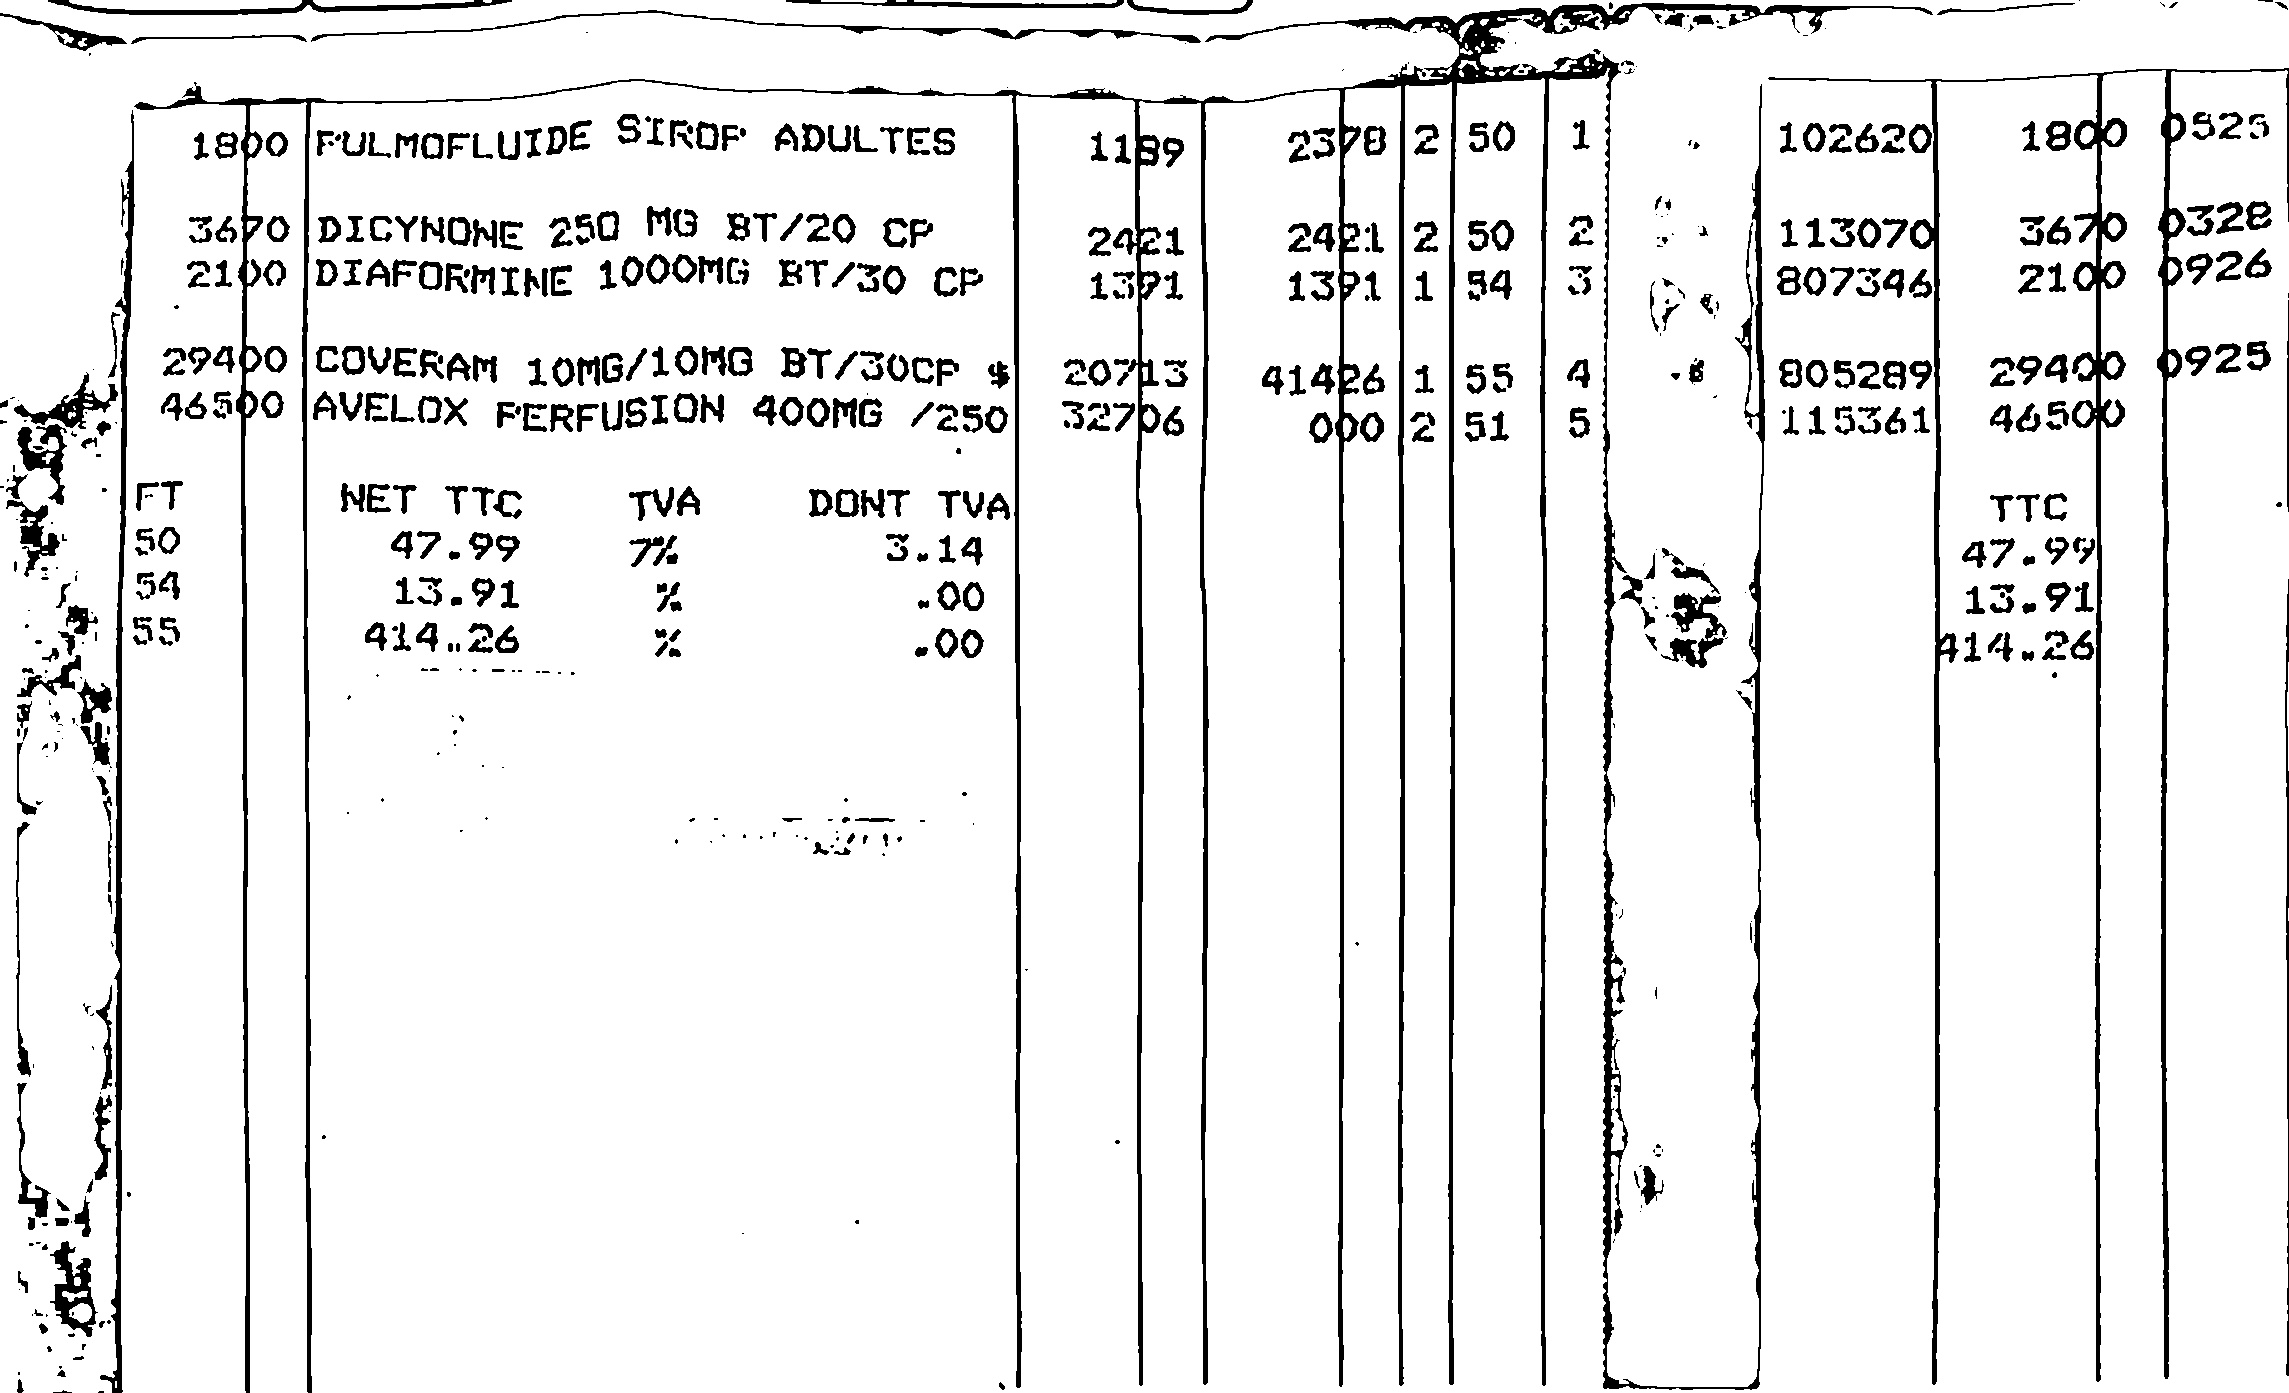 1800 PULMOFLUIDE SIROP ADULTES 1189 2378 2 50 1 102620 1800 0525
3670 DICYNONE 250 MG BT/20 CP 2421 2421 2 50 2 113070 3670 0328
2100 DIAFORMINE 1000MG BT/30 CP 1391 1391 1 54 3 807346 2100 0926
29400 COVERAM 10MG/10MG BT/30CP $ 20713 41426 1 55 4 805289 29400 0925
46500 AVELOX PERFUSION 400MG /250 32706 000 2 51 5 115361 46500
FT NET TTC TVA DONT TVA TTC
50 47.99 7% 3.14 47.99
54 13.91 % .00 13.91
55 414.26 % .00 414.26